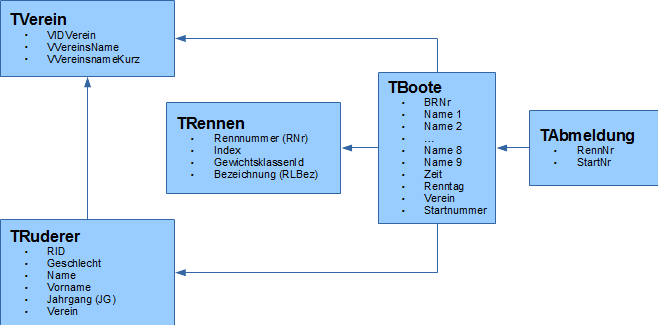 TVerein
• VIDVerein
• VVereinsName
• VVereinsnameKurz
TRennen
• Rennnummer (RNr)
• Index
• GewichtsklassenId
• Bezeichnung (RLBez)
TBoote
• BRNr
• Name 1
• Name 2
• ...
• Name 8
• Name 9
• Zeit
• Renntag
• Verein
• Startnummer
TAbmeldung
• RennNr
• StartNr
TRuderer
• RID
• Geschlecht
• Name
• Vorname
• Jahrgang (JG)
• Verein